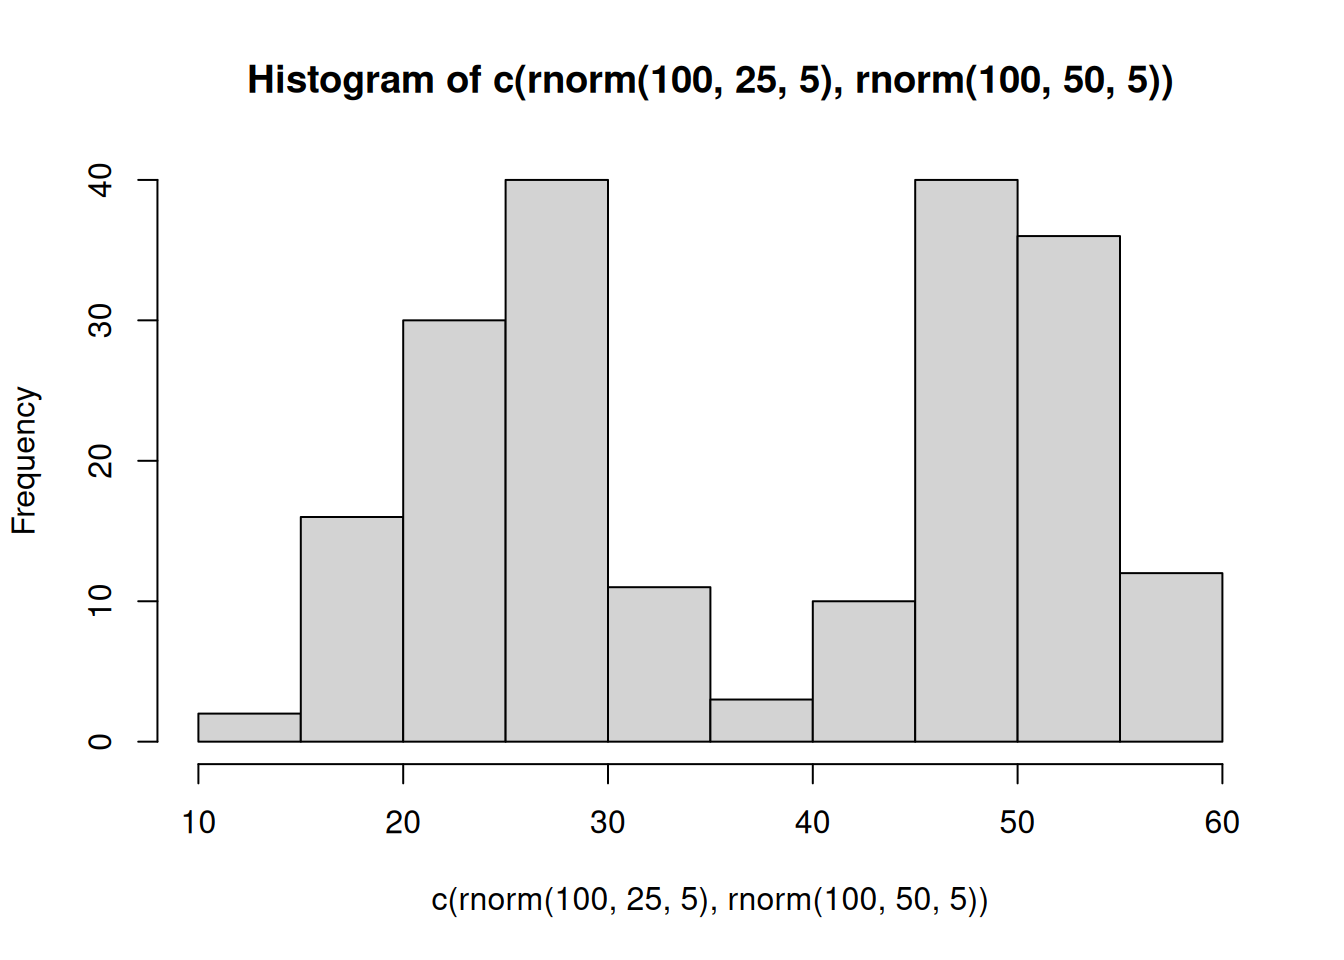 Histogram of c(rnorm(100, 25, 5), rnorm(100, 50, 5))
Frequency
40
30
20
10
0
10 20 30 40 50 60
c(rnorm(100, 25, 5), rnorm(100, 50, 5))